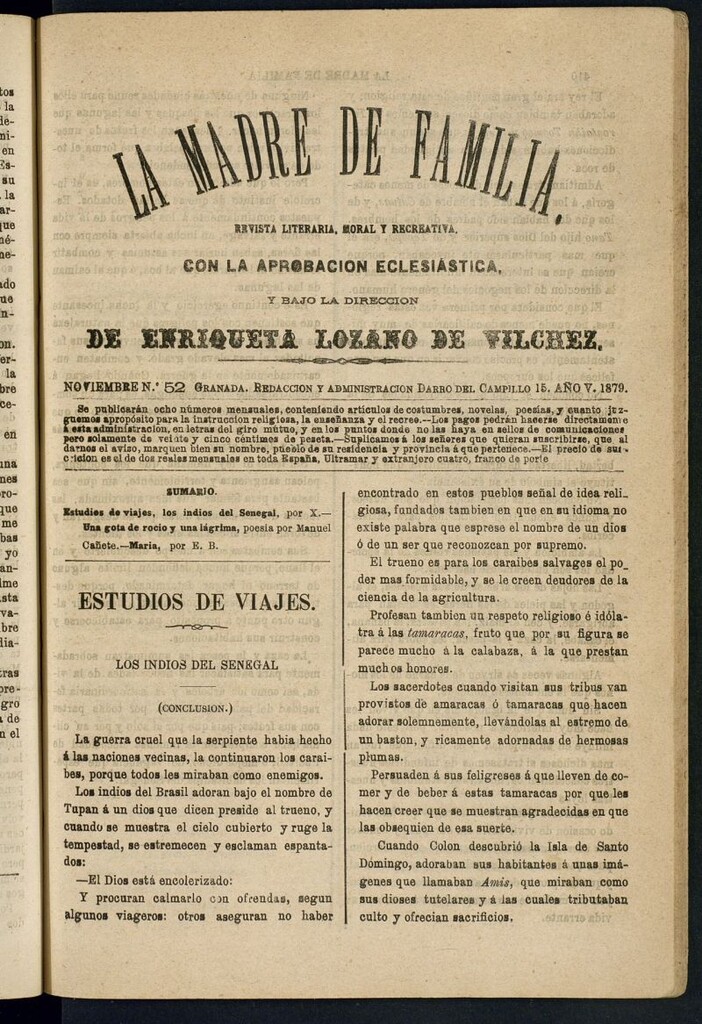 LA MADRE DE FAMILIA.
REVISTA LITERARIA, MORAL Y RECREATIVA.
CON LA APROBACION ECLESIÁSTICA,
Y BAJO LA DIRECCION
DE ENRIQUETA LOZANO DE VILCHEZ.
NOVIEMBRE N.º 52 GRANADA. REDACCION Y ADMINISTRACION DARRO DEL CAMPILLO 15. AÑO V. 1879.
Se publicarán ocho números mensuales, conteniendo artículos de costumbres, novelas, poesías, y cuanto juz-
guemos apropósito para la instruccion religiosa, la enseñanza y el recreo.—Los pagos pedrán hacerse directamente
á esta administracion, en letras del giro mútuo, y en los puntos donde no las haya en sellos de comunicaciones
pero solamente de veinte y cinco céntimes de peseta.—Suplicamos á los señores que quieran suscribirse, que al
darnos el aviso, marquen bien su nombre, pueblo de su residencia y provincia á que pertenece.—El precio de sus
cricion es el de dos reales mensuales en toda España, Ultramar y extranjero cuatro, franco de porte
SUMARIO.
Estudios de viajes, los indios del Senegal, por X.—
Una gota de rocio y una lágrima, poesia por Manuel
Cañete.—Maria, por E. B.
ESTUDIOS DE VIAJES.
LOS INDIOS DEL SENEGAL
(CONCLUSION.)
La guerra cruel que la serpiente habia hecho
á las naciones vecinas, la continuaron los carai-
bes, porque todos les miraban como enemigos.
Los indios del Brasil adoran bajo el nombre de
Tupan á un dios que dicen preside al trueno, y
cuando se muestra el cielo cubierto y ruge la
tempestad, se estremecen y esclaman espanta-
dos:
—El Dios está encolerizado:
Y procuran calmarlo con ofrendas, segun
algunos viageros: otros aseguran no haber
encontrado en estos pueblos señal de idea reli-
giosa, fundados tambien en que en su idioma no
existe palabra que esprese el nombre de un dios
ó de un ser que reconozcan por supremo.
El trueno es para los caraibes salvages el po-
der mas formidable, y se le creen deudores de la
ciencia de la agricultura.
Profesan tambien un respeto religioso é idóla-
tra á las tamaracas, fruto que por su figura se
parece mucho á la calabaza, á la que prestan
muchos honores.
Los sacerdotes cuando visitan sus tribus van
provistos de amaracas ó tamaracas que hacen
adorar solemnemente, llevándolas al estremo de
un baston, y ricamente adornadas de hermosas
plumas.
Persuaden á sus feligreses á que lleven de co-
mer y de beber á estas tamaracas por que les
hacen creer que se muestran agradecidas en que
las obsequien de esa suerte.
Cuando Colon descubrió la Isla de Santo
Domingo, adoraban sus habitantes á unas imá-
genes que llamaban Amis, que miraban como
sus dioses tutelares y á las cuales tributaban
culto y ofrecian sacrificios.